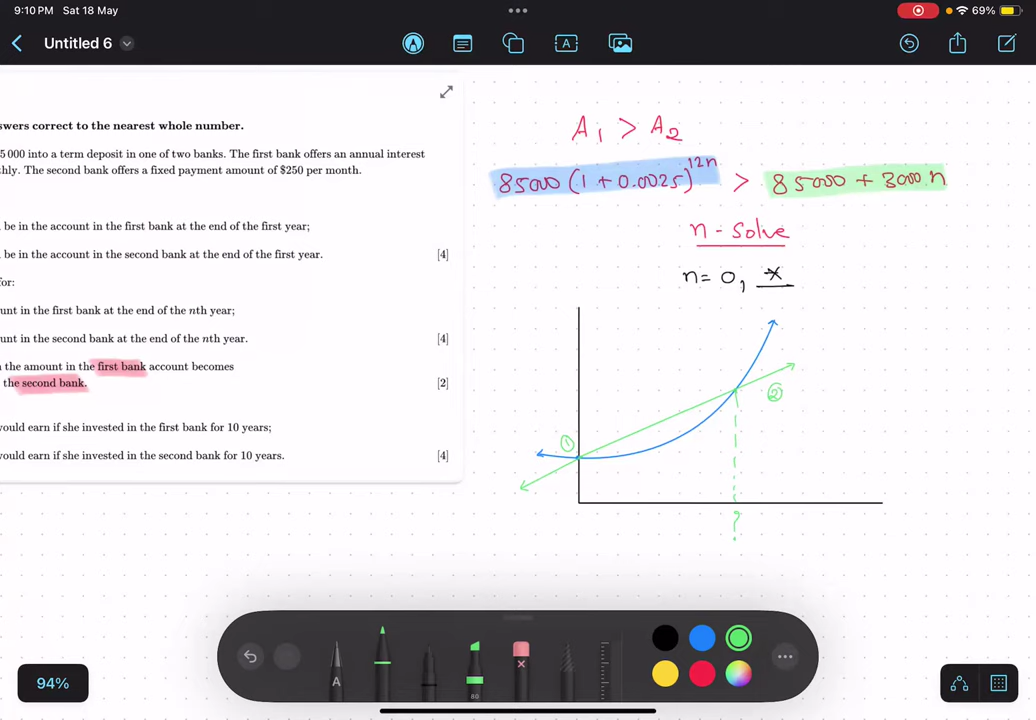 9:10 PM Sat 18 May
69%
Untitled 6
swers correct to the nearest whole number.
5 000 into a term deposit in one of two banks. The first bank offers an annual interest
hly. The second bank offers a fixed payment amount of $250 per month.
be in the account in the first bank at the end of the first year;
be in the account in the second bank at the end of the first year. [4]
for:
unt in the first bank at the end of the nth year;
unt in the second bank at the end of the nth year. [4]
the amount in the first bank account becomes
the second bank. [2]
would earn if she invested in the first bank for 10 years;
would earn if she invested in the second bank for 10 years. [4]
A₁ > A₂
85000 (1 + 0.0025)¹²ⁿ > 85000 + 3000.n
n - Solve
n = 0, *
①
②
?
A
80
94%